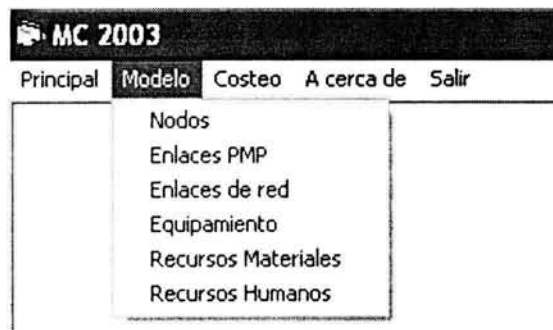 MC 2003
Principal Modelo Costeo A cerca de Salir
Nodos
Enlaces PMP
Enlaces de red
Equipamiento
Recursos Materiales
Recursos Humanos